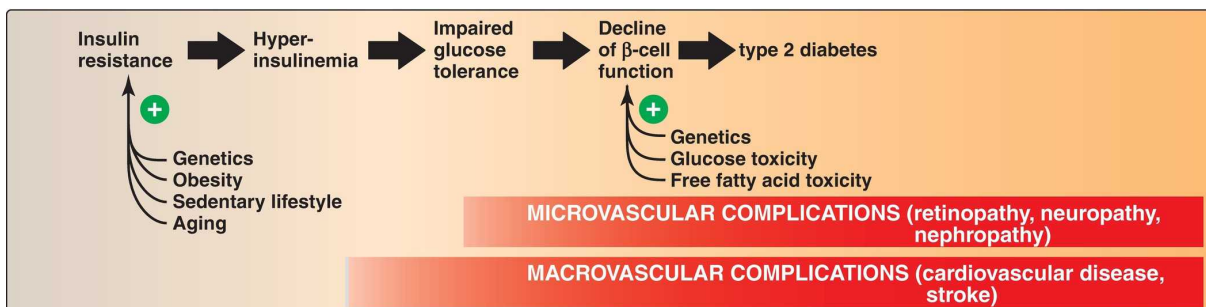 Insulin
resistance
Hyper-
insulinemia
Impaired
glucose
tolerance
Decline
of β-cell
function
type 2 diabetes
+
Genetics
Obesity
Sedentary lifestyle
Aging
+
Genetics
Glucose toxicity
Free fatty acid toxicity
MICROVASCULAR COMPLICATIONS (retinopathy, neuropathy,
nephropathy)
MACROVASCULAR COMPLICATIONS (cardiovascular disease,
stroke)